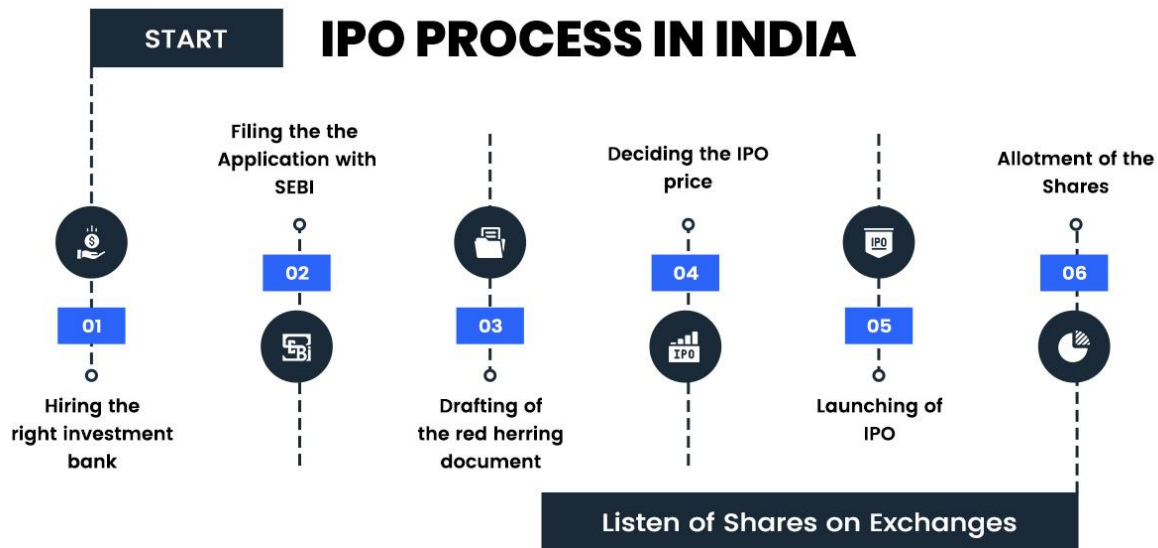 START
IPO PROCESS IN INDIA
01
Hiring the
right investment
bank
Filing the the
Application with
SEBI
02
SEBi
03
Drafting of
the red herring
document
Deciding the IPO
price
04
IPO
IPO
05
Launching of
IPO
Allotment of the
Shares
06
Listen of Shares on Exchanges